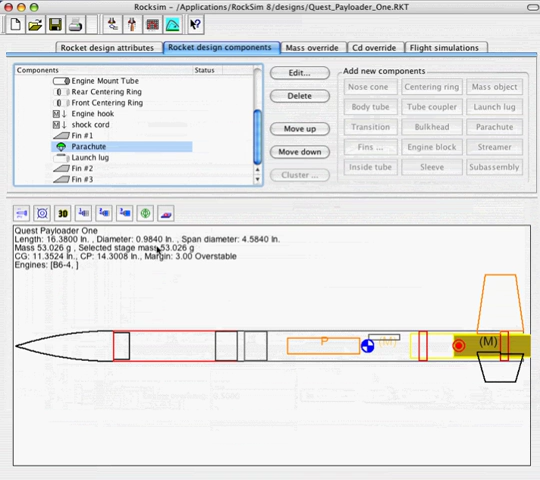 Rocksim - /Applications/RockSim 8/designs/Quest_Payloader_One.RKT
Rocket design attributes
Rocket design components
Mass override
Cd override
Flight simulations
Components
Status
Engine Mount Tube
Rear Centering Ring
Front Centering Ring
Engine hook
shock cord
Fin #1
Parachute
Launch lug
Fin #2
Fin #3
Edit...
Delete
Move up
Move down
Cluster ...
Add new components
Nose cone
Centering ring
Mass object
Body tube
Tube coupler
Launch lug
Transition
Bulkhead
Parachute
Fins ...
Engine block
Streamer
Inside tube
Sleeve
Subassembly
3D
Quest Payloader One
Length: 16.3800 In. , Diameter: 0.9840 In. , Span diameter: 4.5840 In.
Mass 53.026 g , Selected stage mass 53.026 g
CG: 11.3524 In., CP: 14.3008 In., Margin: 3.00 Overstable
Engines: [B6-4, ]
P
(M)
(M)